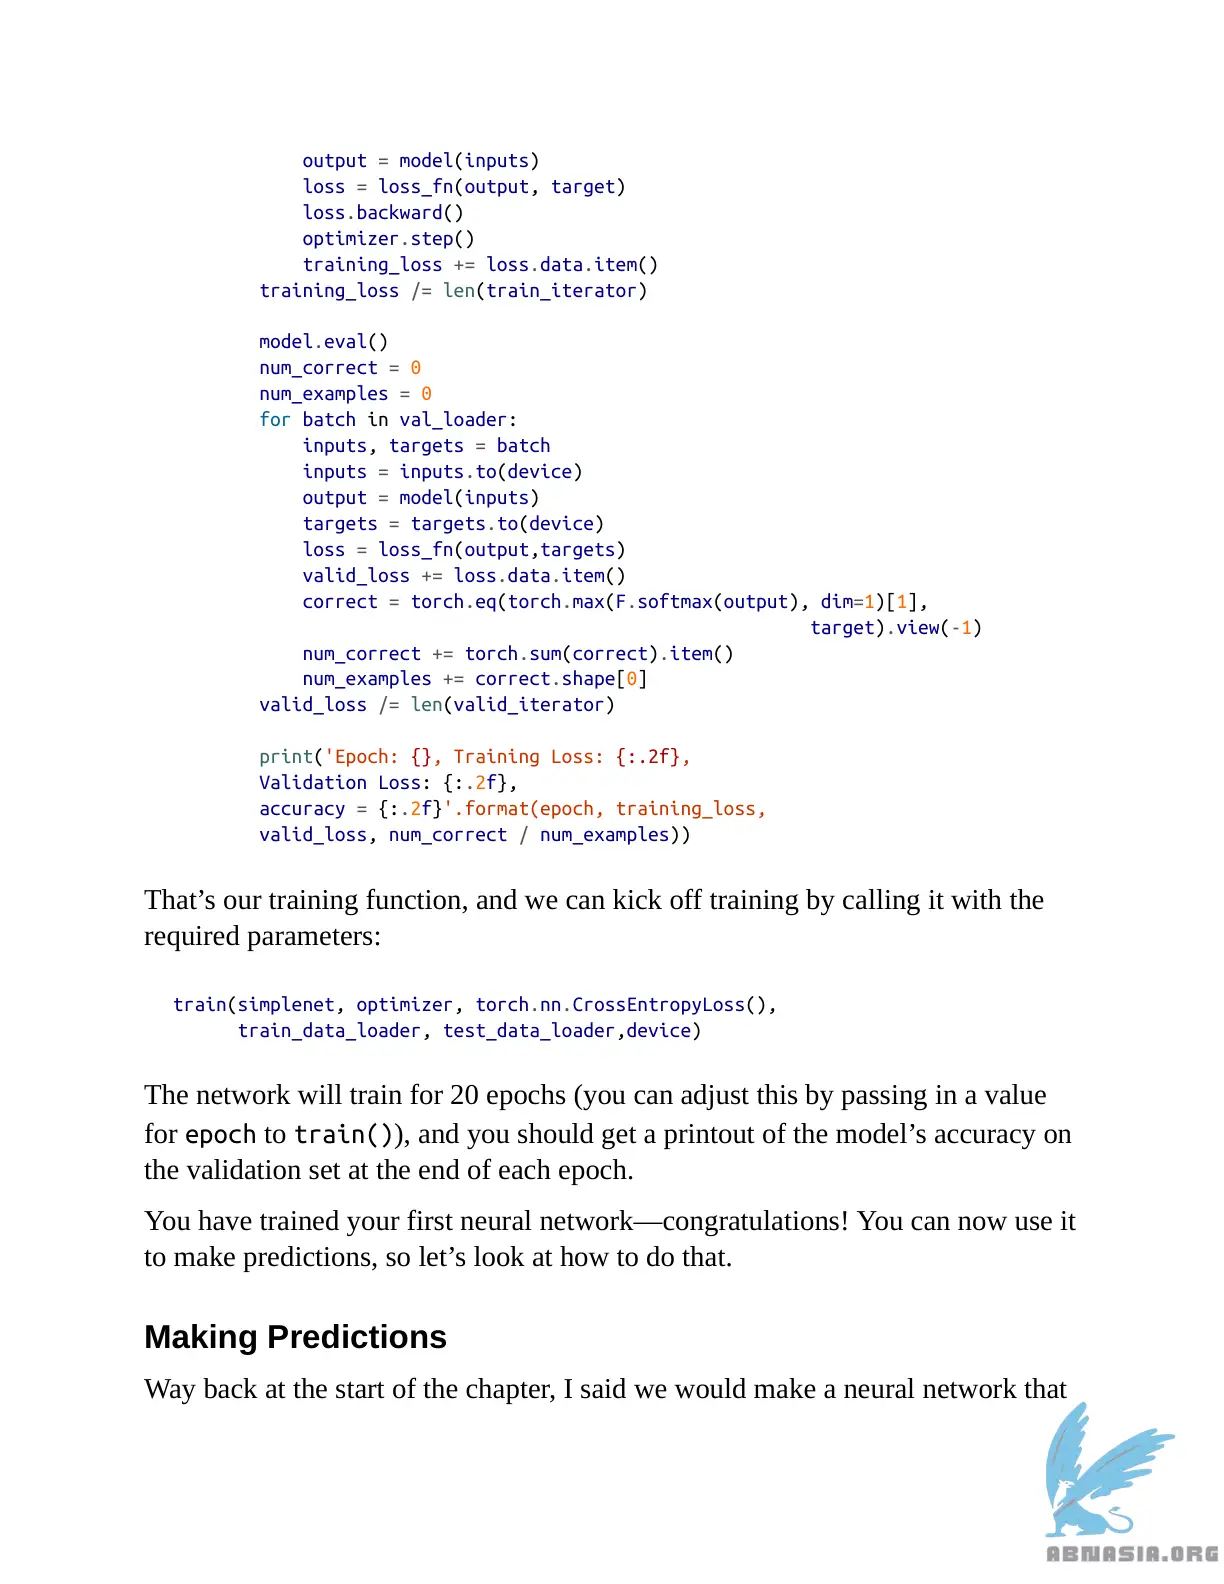 output = model(inputs)
loss = loss_fn(output, target)
loss.backward()
optimizer.step()
training_loss += loss.data.item()
training_loss /= len(train_iterator)
model.eval()
num_correct = 0
num_examples = 0
for batch in val_loader:
inputs, targets = batch
inputs = inputs.to(device)
output = model(inputs)
targets = targets.to(device)
loss = loss_fn(output,targets)
valid_loss += loss.data.item()
correct = torch.eq(torch.max(F.softmax(output), dim=1)[1],
target).view(-1)
num_correct += torch.sum(correct).item()
num_examples += correct.shape[0]
valid_loss /= len(valid_iterator)
print('Epoch: {}, Training Loss: {:.2f},
Validation Loss: {:.2f},
accuracy = {:.2f}'.format(epoch, training_loss,
valid_loss, num_correct / num_examples))
That’s our training function, and we can kick off training by calling it with the
required parameters:
train(simplenet, optimizer, torch.nn.CrossEntropyLoss(),
train_data_loader, test_data_loader,device)
The network will train for 20 epochs (you can adjust this by passing in a value
for epoch to train()), and you should get a printout of the model’s accuracy on
the validation set at the end of each epoch.
You have trained your first neural network—congratulations! You can now use it
to make predictions, so let’s look at how to do that.
Making Predictions
Way back at the start of the chapter, I said we would make a neural network that
ABNASIA.ORG